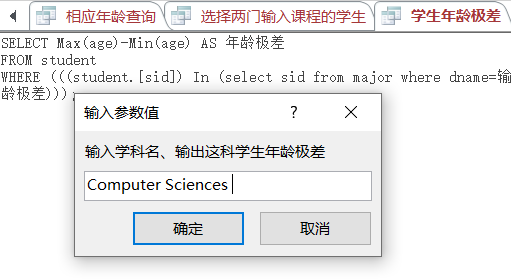 相应年龄查询 选择两门输入课程的学生 学生年龄极差
SELECT Max(age)-Min(age) AS 年龄极差
FROM student
WHERE (((student.[sid]) In (select sid from major where dname=输
龄极差)));
输入参数值 ? ×
输入学科名、输出这科学生年龄极差
Computer Sciences
确定 取消